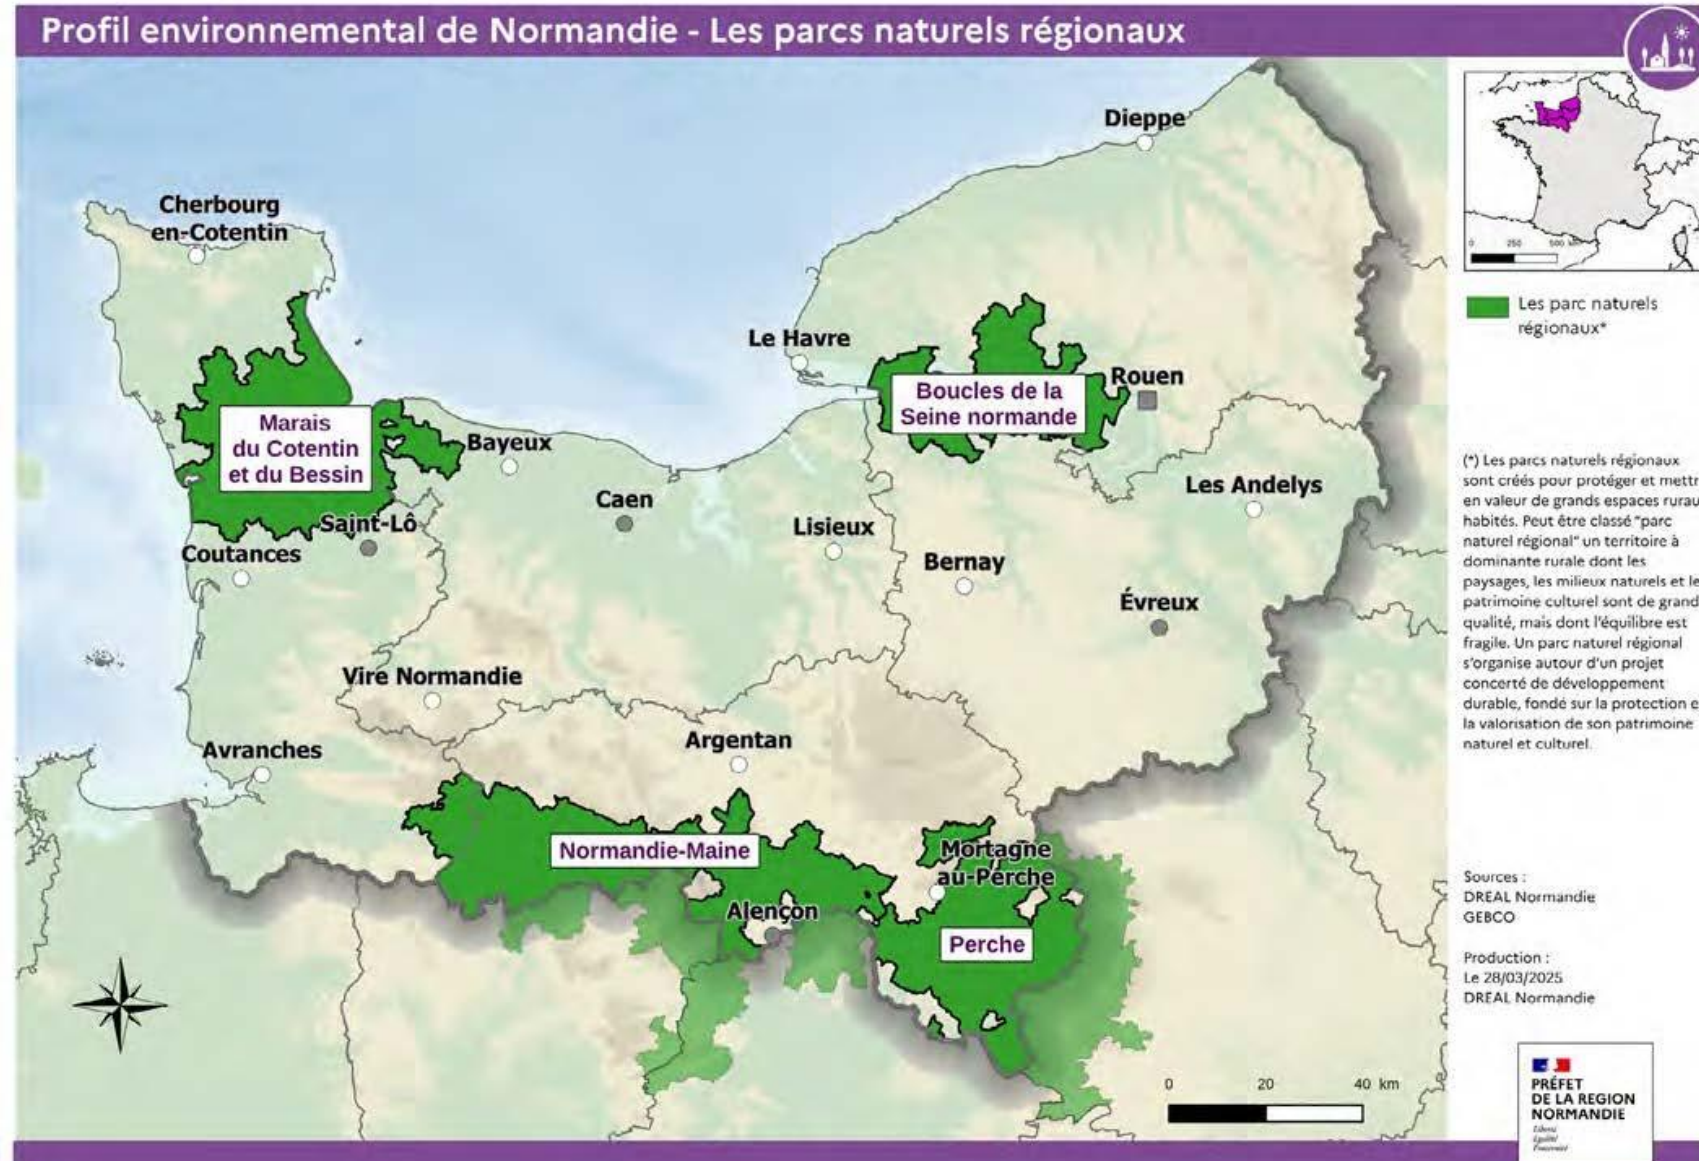 Profil environnemental de Normandie - Les parcs naturels régionaux
Dieppe
Cherbourg
en-Cotentin
Le Havre
Rouen
Boucles de la
Seine normande
Marais
du Cotentin
et du Bessin
Bayeux
Caen
Les Andelys
Saint-Lô
Lisieux
Coutances
Bernay
Évreux
Vire Normandie
Argentan
Avranches
Normandie-Maine
Mortagne
au-Perche
Alençon
Perche
0 20 40 km
0 250 500 km
Les parc naturels
régionaux*
(*) Les parcs naturels régionaux
sont créés pour protéger et mettr
en valeur de grands espaces rurau
habités. Peut être classé "parc
naturel régional" un territoire à
dominante rurale dont les
paysages, les milieux naturels et le
patrimoine culturel sont de grand
qualité, mais dont l'équilibre est
fragile. Un parc naturel régional
s'organise autour d'un projet
concerté de développement
durable, fondé sur la protection e
la valorisation de son patrimoine
naturel et culturel.
Sources :
DREAL Normandie
GEBCO
Production :
Le 28/03/2025
DREAL Normandie
PRÉFET
DE LA REGION
NORMANDIE
Liberté
Égalité
Fraternité